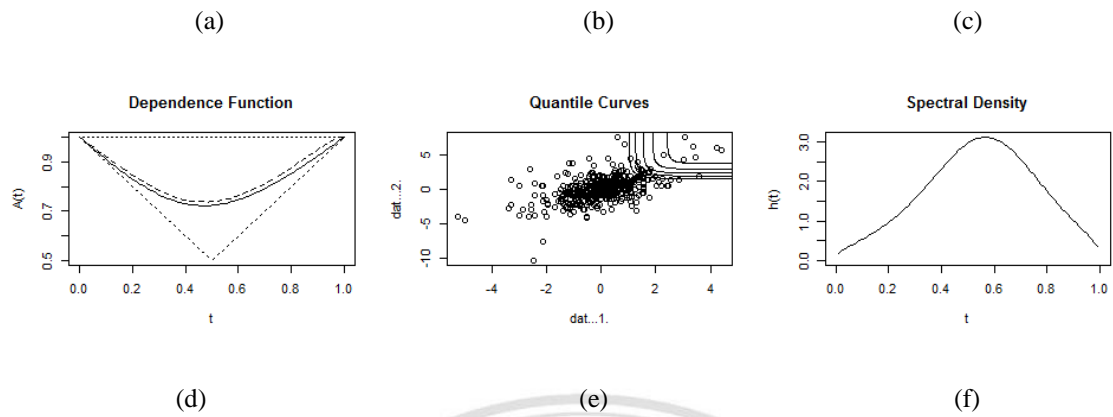 (a) (b) (c)
Dependence Function
A(t)
0.5 0.7 0.9
0.0 0.2 0.4 0.6 0.8 1.0
t
Quantile Curves
dat...2.
-10 -5 0 5
-4 -2 0 2 4
dat...1.
Spectral Density
h(t)
0.0 1.0 2.0 3.0
0.0 0.2 0.4 0.6 0.8 1.0
t
(d) (e) (f)